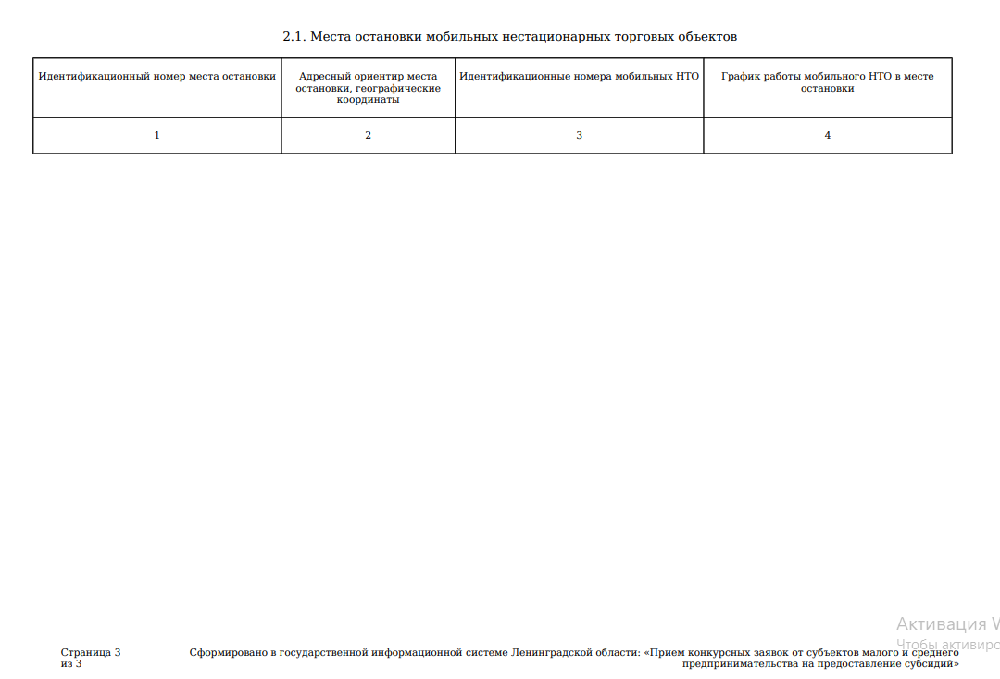 2.1. Места остановки мобильных нестационарных торговых объектов
Идентификационный номер места остановки
Адресный ориентир места
остановки, географические
координаты
Идентификационные номера мобильных НТО
График работы мобильного НТО в месте
остановки
1
2
3
4
Активация
Чтобы
Страница 3
из 3
Сформировано в государственной информационной системе Ленинградской области: «Прием конкурсных заявок от субъектов малого и среднего
предпринимательства на предоставление субсидий»